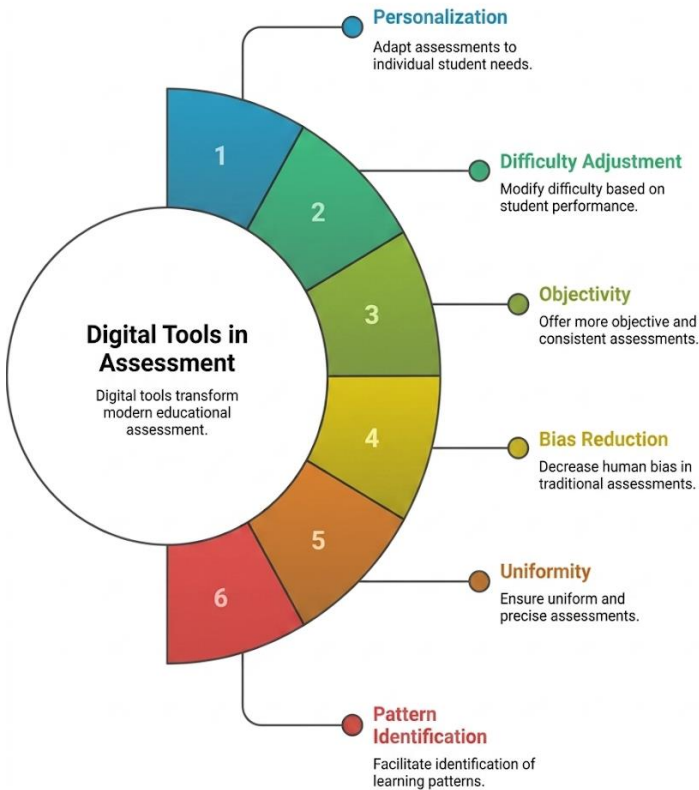 Digital Tools in
Assessment
Digital tools transform
modern educational
assessment.
1
Personalization
Adapt assessments to
individual student needs.
2
Difficulty Adjustment
Modify difficulty based on
student performance.
3
Objectivity
Offer more objective and
consistent assessments.
4
Bias Reduction
Decrease human bias in
traditional assessments.
5
Uniformity
Ensure uniform and
precise assessments.
6
Pattern
Identification
Facilitate identification of
learning patterns.